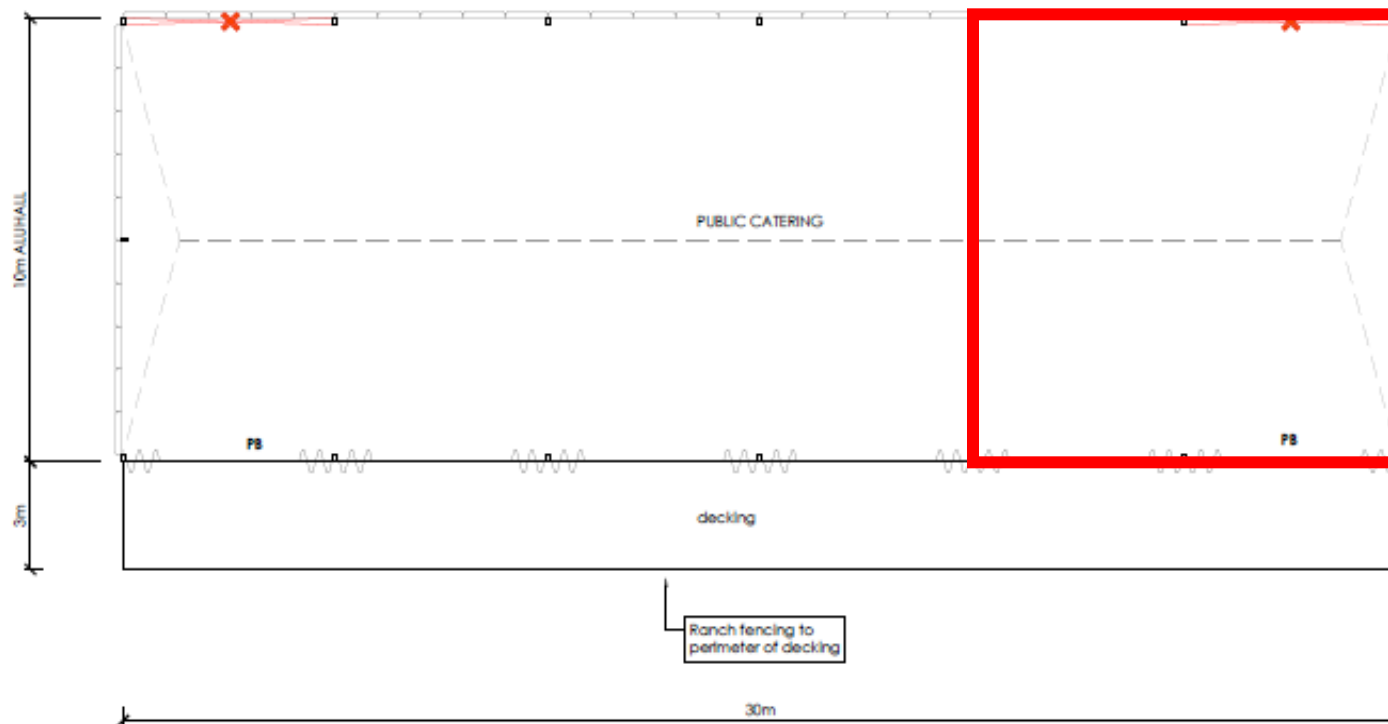 10m ALUHALL
PUBLIC CATERING
PB
PB
3m
decking
Ranch fencing to
perimeter of decking
30m